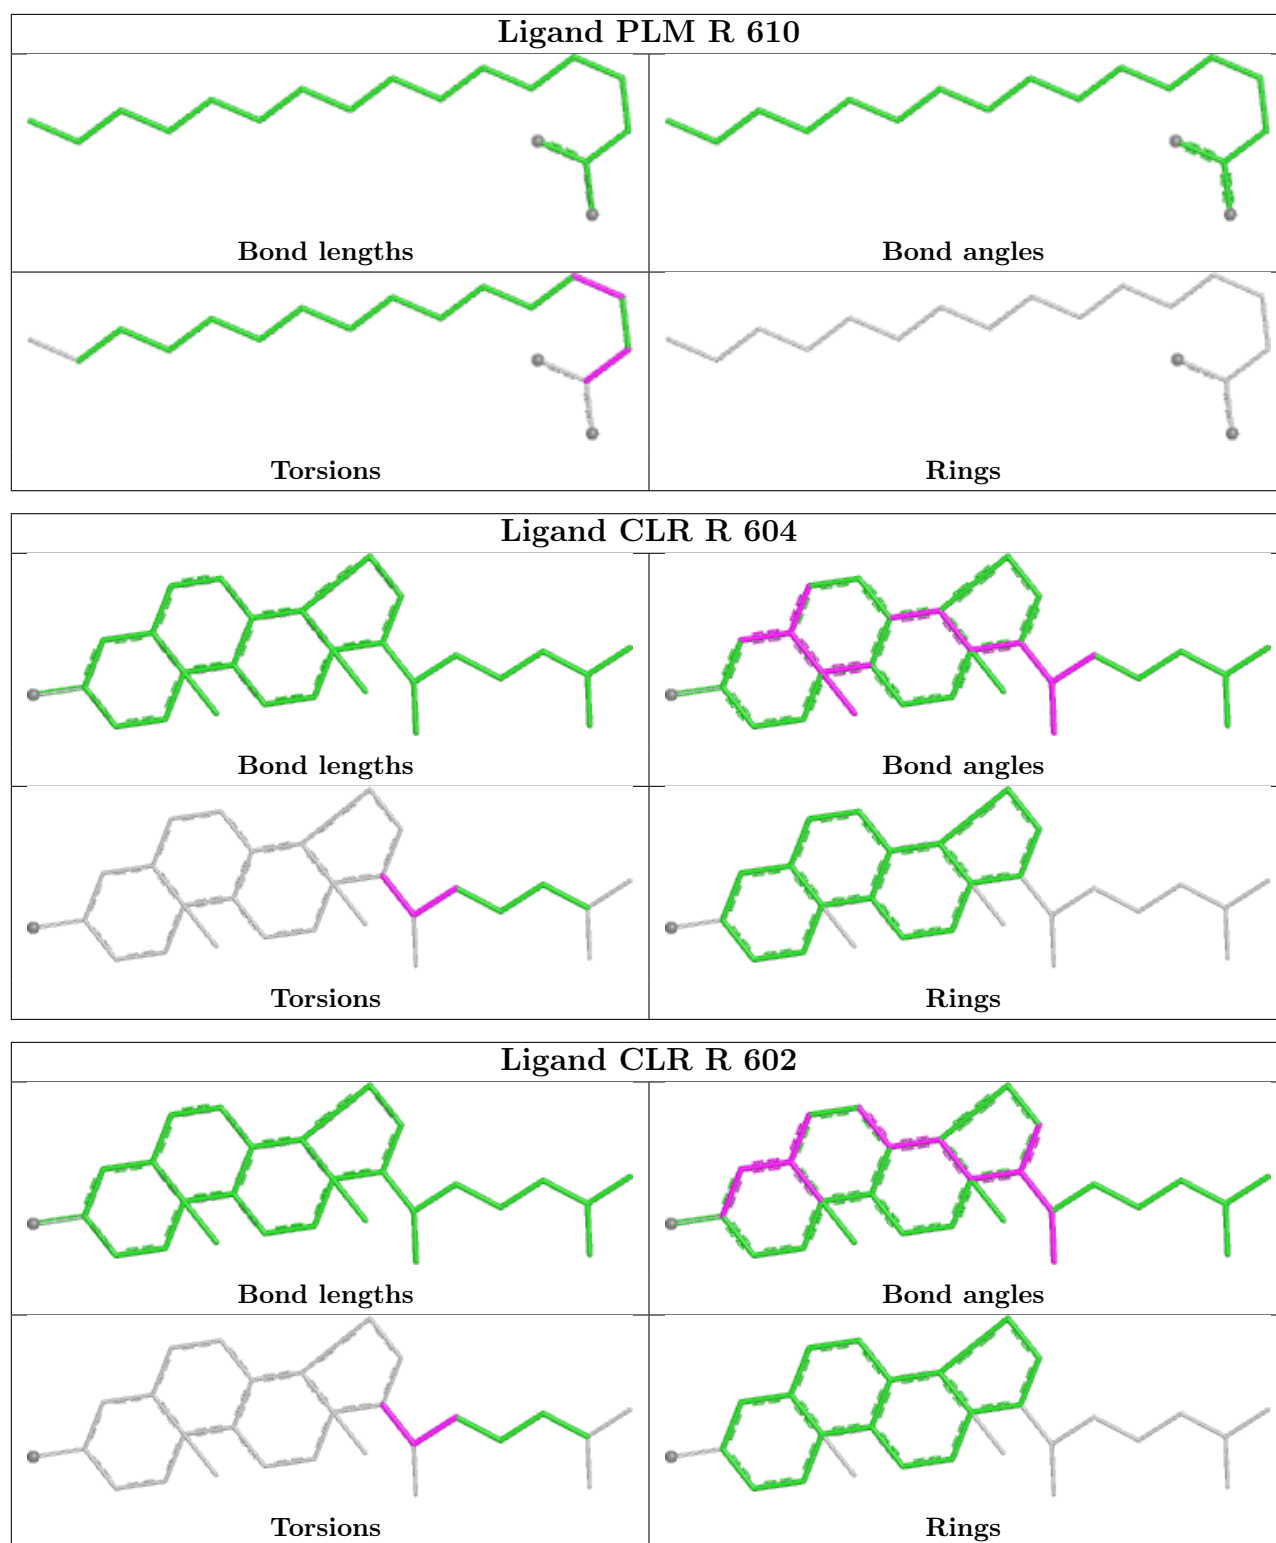 Ligand PLM R 610
Bond lengths
Bond angles
Torsions
Rings
Ligand CLR R 604
Bond lengths
Bond angles
Torsions
Rings
Ligand CLR R 602
Bond lengths
Bond angles
Torsions
Rings